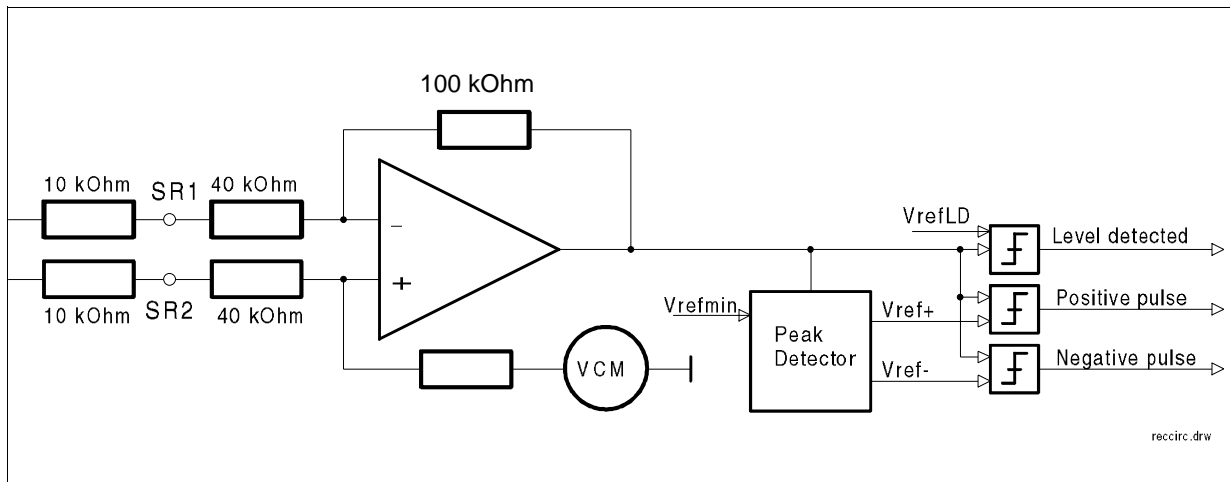 100 kOhm
10 kOhm
SR1
40 kOhm
-
+
10 kOhm
SR2
40 kOhm
VCM
Vrefmin
Peak
Detector
Vref+
Vref-
VrefLD
Level detected
Positive pulse
Negative pulse
reccirc.drw